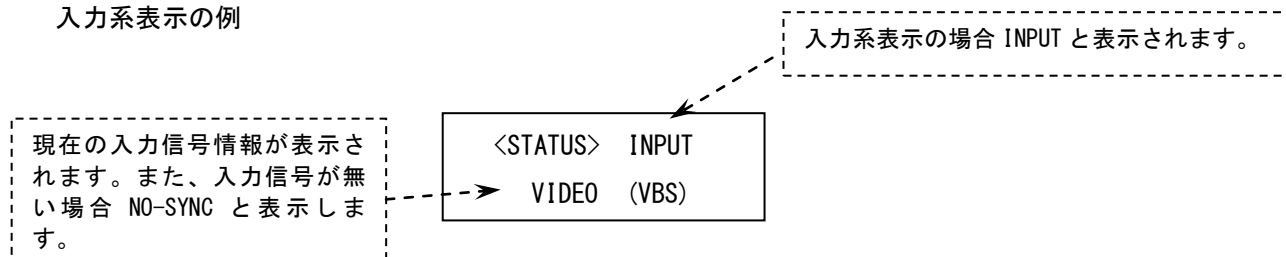 入力系表示の例
入力系表示の場合 INPUT と表示されます。
<STATUS> INPUT
VIDEO (VBS)
現在の入力信号情報が表示さ
れます。また、入力信号が無
い場合 NO-SYNC と表示しま
す。